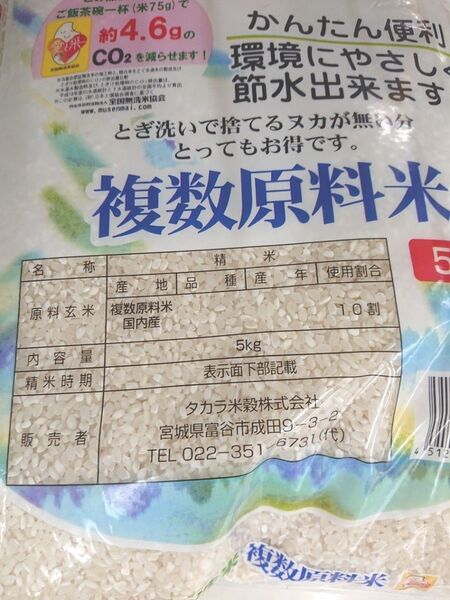 ご飯茶碗一杯(米75g)で
約4.6gの
CO2を減らせます!
全国無洗米協会
www.musenmai.com
かんたん便利
環境にやさしく
節水出来ます
とぎ洗いで捨てるヌカが無い分
とってもお得です。
複数原料米
5
名称 精米
原料玄米 産地 品種 産年 使用割合
複数原料米
国内産 10割
内容量 5kg
精米時期 表示面下部記載
販売者 タカラ米穀株式会社
宮城県富谷市成田9-3-2
TEL 022-351-6731(代)
複数原料米